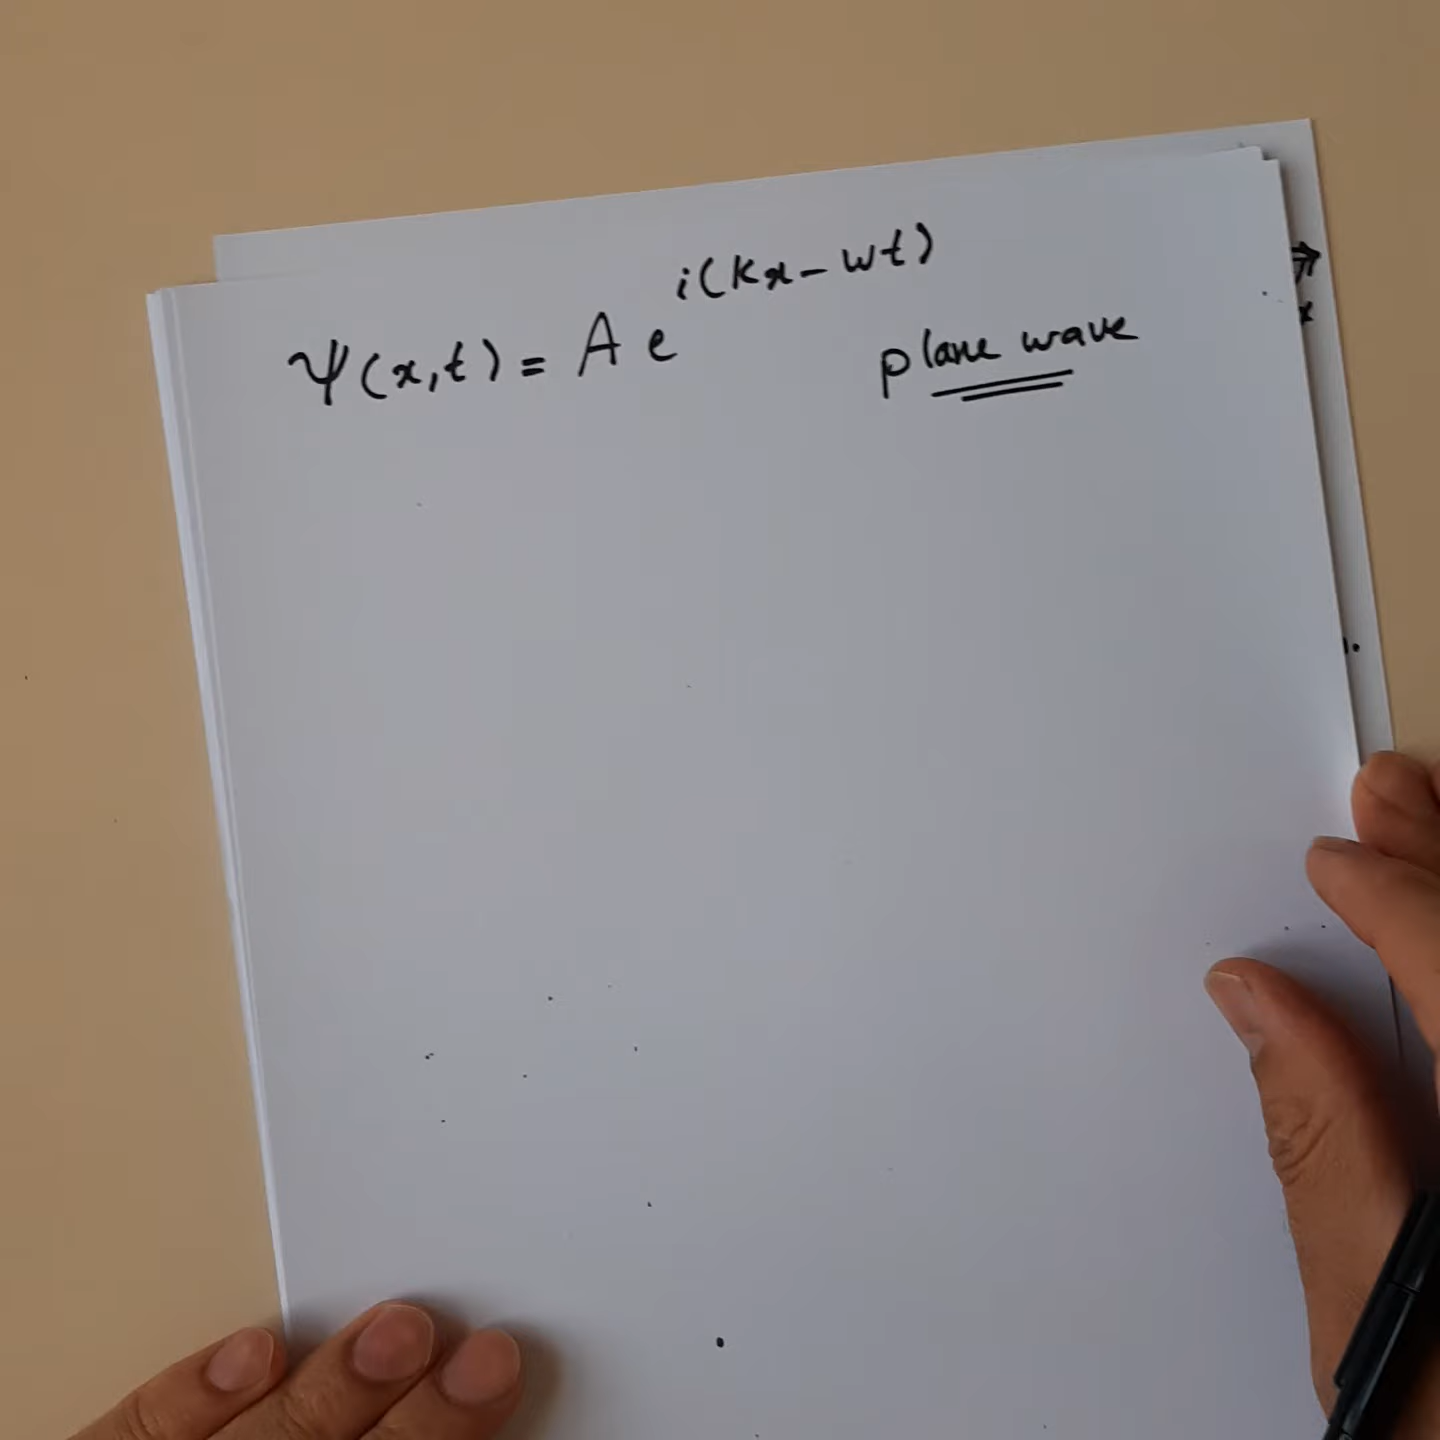 Ψ(x,t) = A e^{i(kx - wt)}
plane wave
x